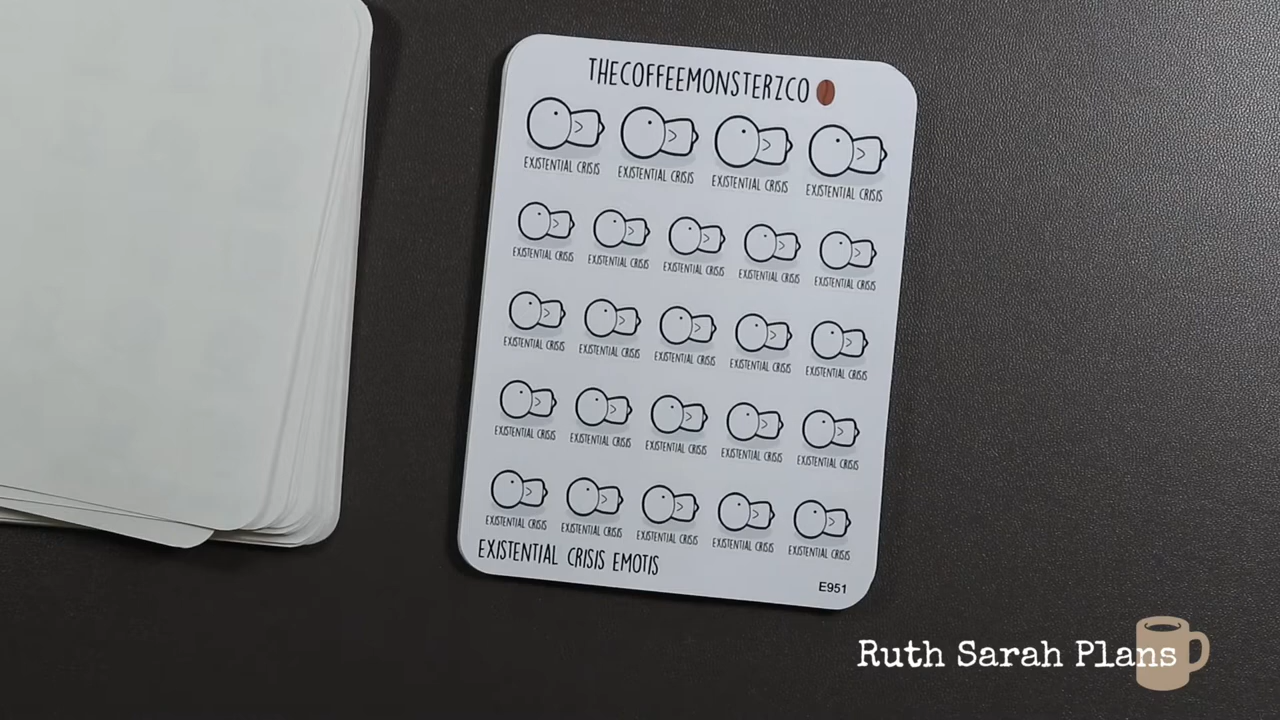 THECOFFEEMONSTERZCO
EXISTENTIAL CRISIS EXISTENTIAL CRISIS EXISTENTIAL CRISIS EXISTENTIAL CRISIS
EXISTENTIAL CRISIS EXISTENTIAL CRISIS EXISTENTIAL CRISIS EXISTENTIAL CRISIS EXISTENTIAL CRISIS
EXISTENTIAL CRISIS EXISTENTIAL CRISIS EXISTENTIAL CRISIS EXISTENTIAL CRISIS EXISTENTIAL CRISIS
EXISTENTIAL CRISIS EXISTENTIAL CRISIS EXISTENTIAL CRISIS EXISTENTIAL CRISIS EXISTENTIAL CRISIS
EXISTENTIAL CRISIS EXISTENTIAL CRISIS EXISTENTIAL CRISIS EXISTENTIAL CRISIS EXISTENTIAL CRISIS
EXISTENTIAL CRISIS EMOTIS
E951
Ruth Sarah Plans